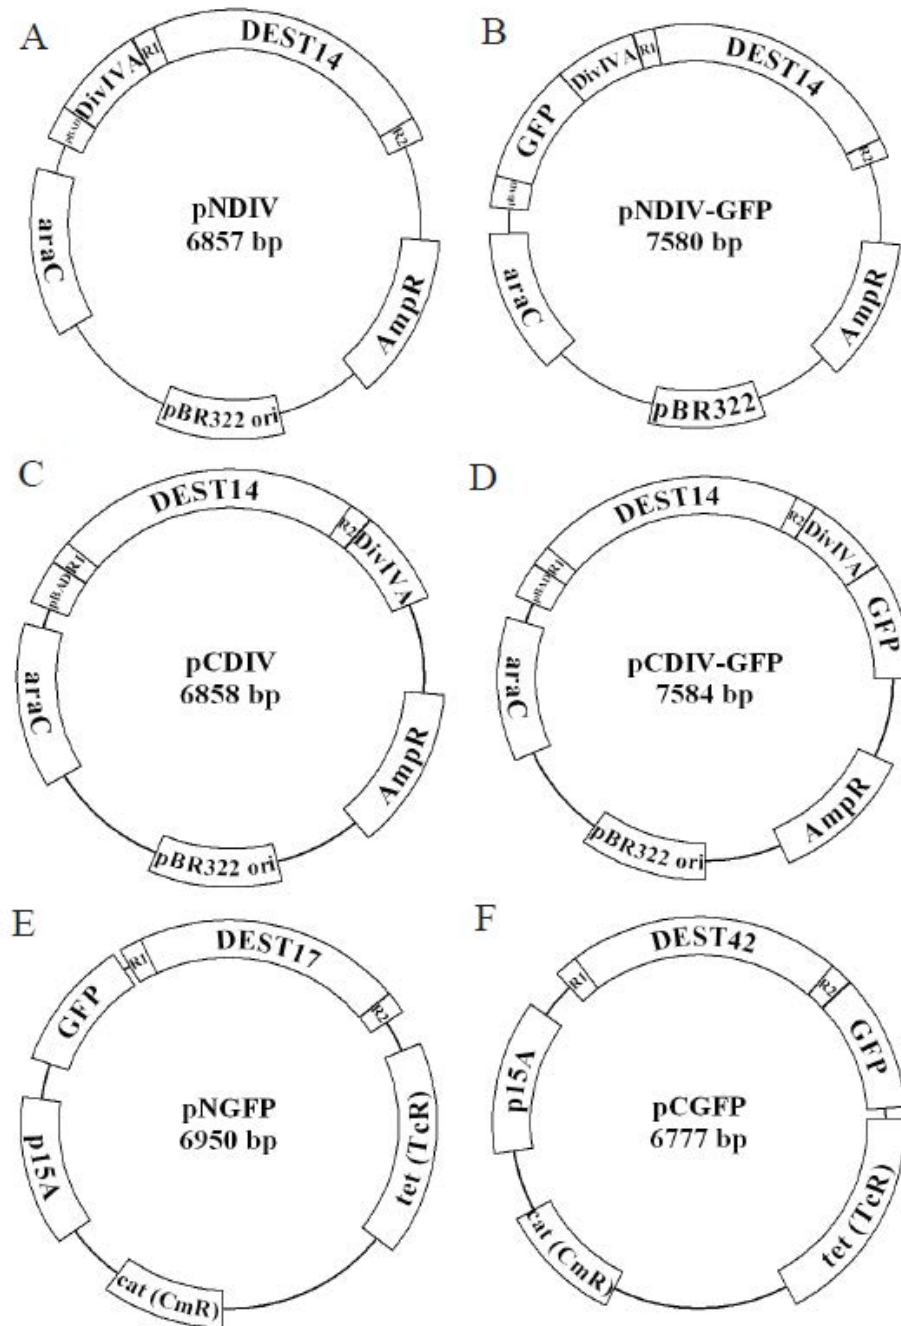 A
DivIVA
R1
DEST14
R2
pBAD
araC
pNDIV
6857 bp
AmpR
pBR322 ori
B
GFP
DivIVA
R1
DEST14
R2
araC
pNDIV-GFP
7580 bp
AmpR
pBR322
C
pBAD
R1
DEST14
R2
DivIVA
araC
pCDIV
6858 bp
AmpR
pBR322 ori
D
pBAD
R1
DEST14
R2
DivIVA
GFP
araC
pCDIV-GFP
7584 bp
AmpR
pBR322 ori
E
GFP
R1
DEST17
R2
p15A
pNGFP
6950 bp
tet (TcR)
cat (CmR)
F
R1
DEST42
R2
GFP
p15A
pCGFP
6777 bp
tet (TcR)
cat (CmR)